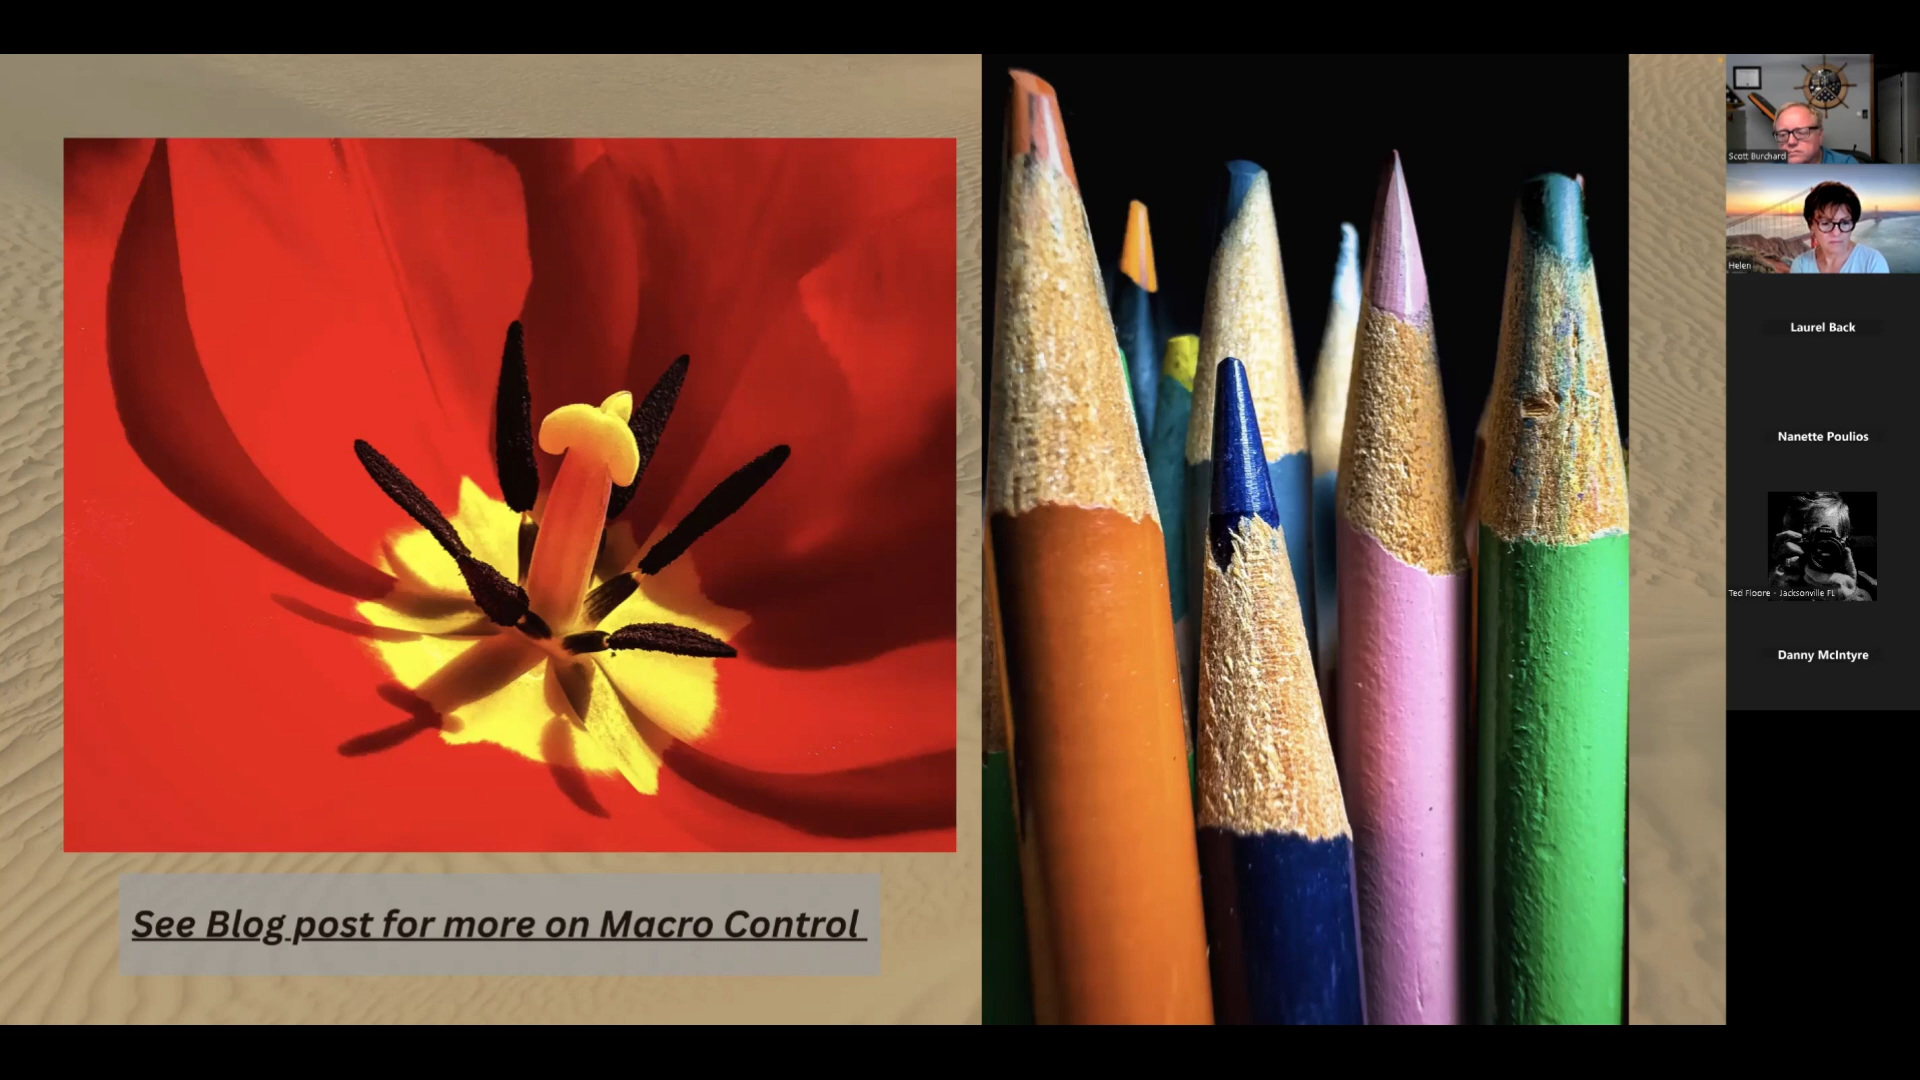 See Blog post for more on Macro Control
Scott Burchard
Helen
Laurel Back
Nanette Poulios
Ted Floore - Jacksonville FL
Danny McIntyre